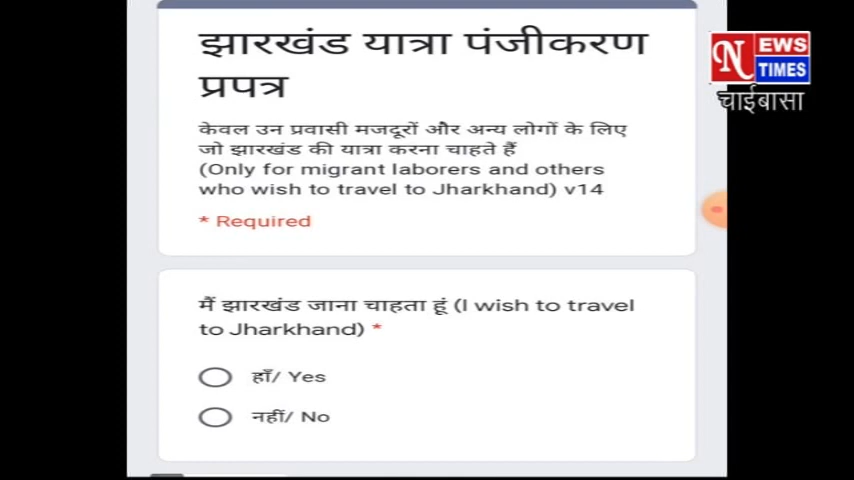 झारखंड यात्रा पंजीकरण
प्रपत्र
केवल उन प्रवासी मजदूरों और अन्य लोगों के लिए
जो झारखंड की यात्रा करना चाहते हैं
(Only for migrant laborers and others
who wish to travel to Jharkhand) v14
* Required
मैं झारखंड जाना चाहता हूं (I wish to travel
to Jharkhand) *
हाँ/ Yes
नहीं/ No
NEWS
TIMES
चाईबासा